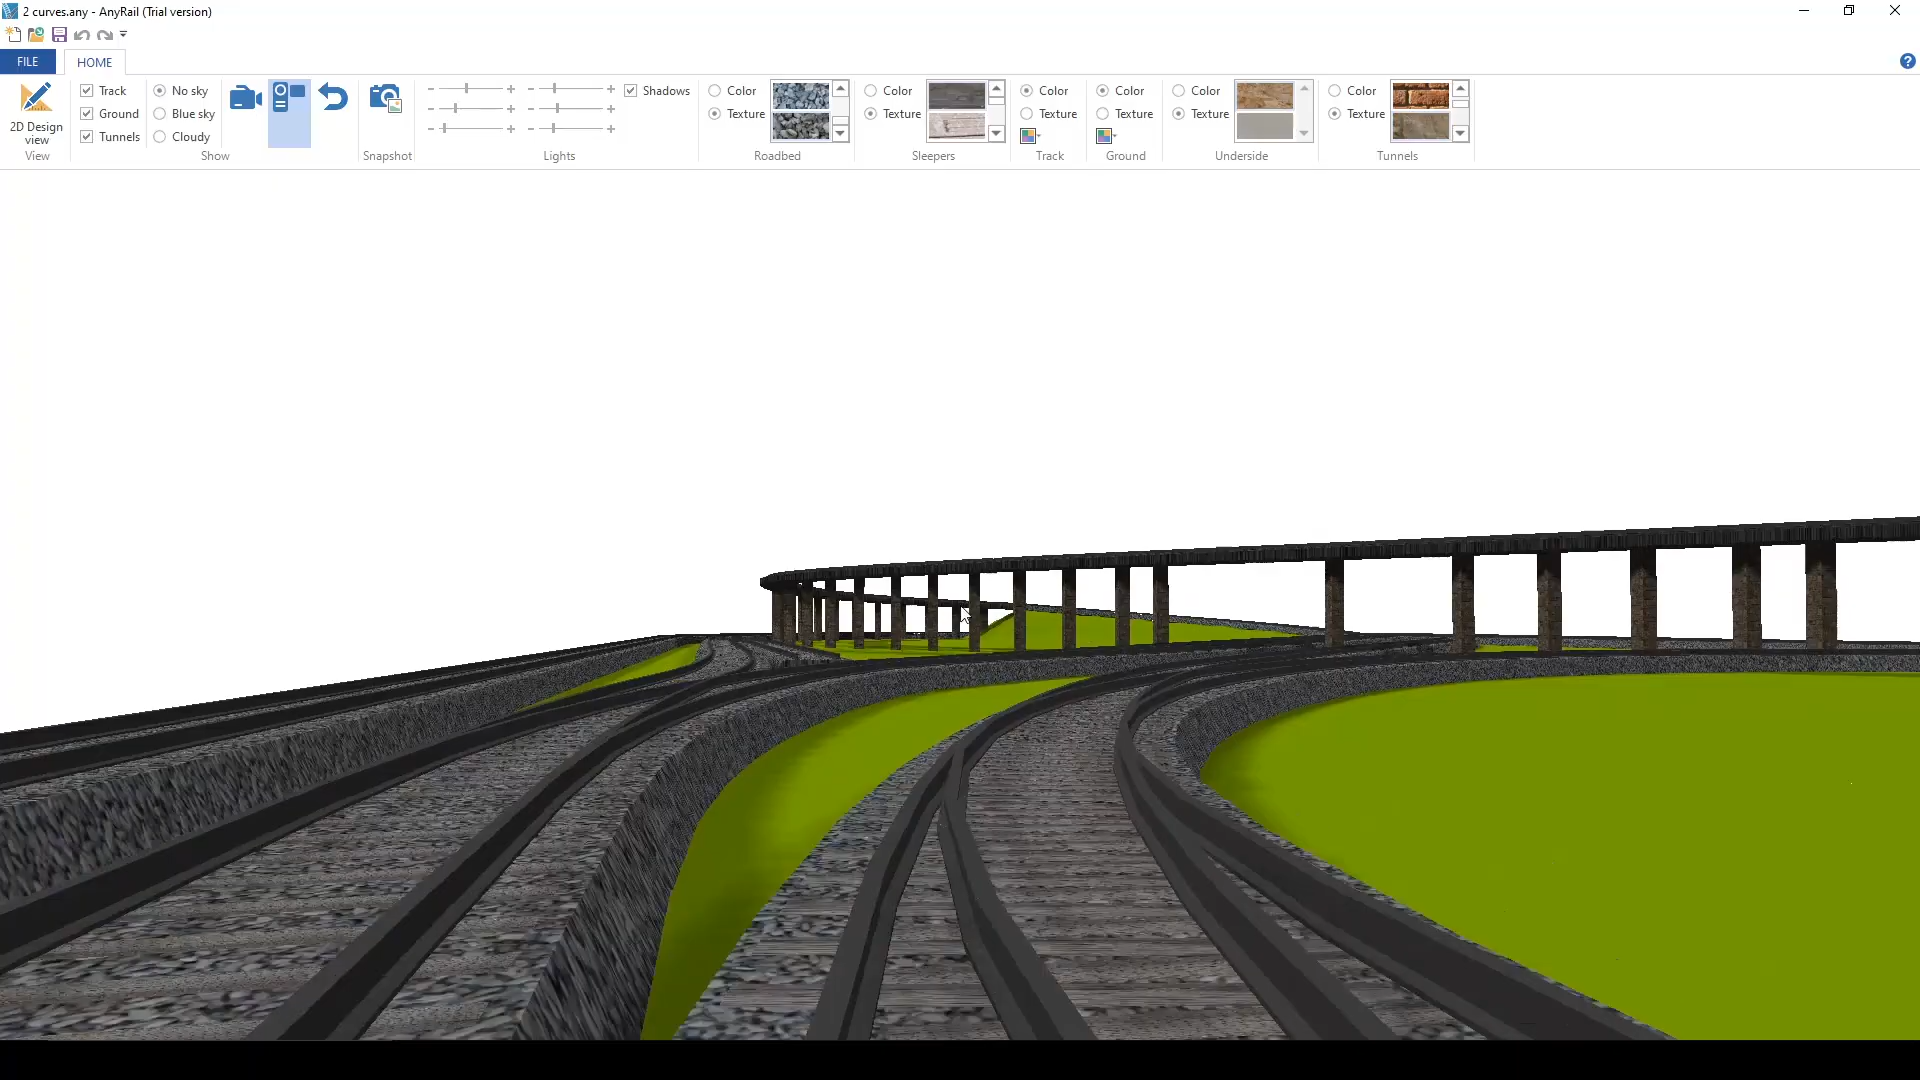 2 curves.any - AnyRail (Trial version)
FILE
HOME
?
2D Design view
View
Track
Ground
Tunnels
No sky
Blue sky
Cloudy
Show
Snapshot
Shadows
Lights
Color
Texture
Roadbed
Color
Texture
Sleepers
Color
Texture
Track
Color
Texture
Ground
Color
Texture
Underside
Color
Texture
Tunnels